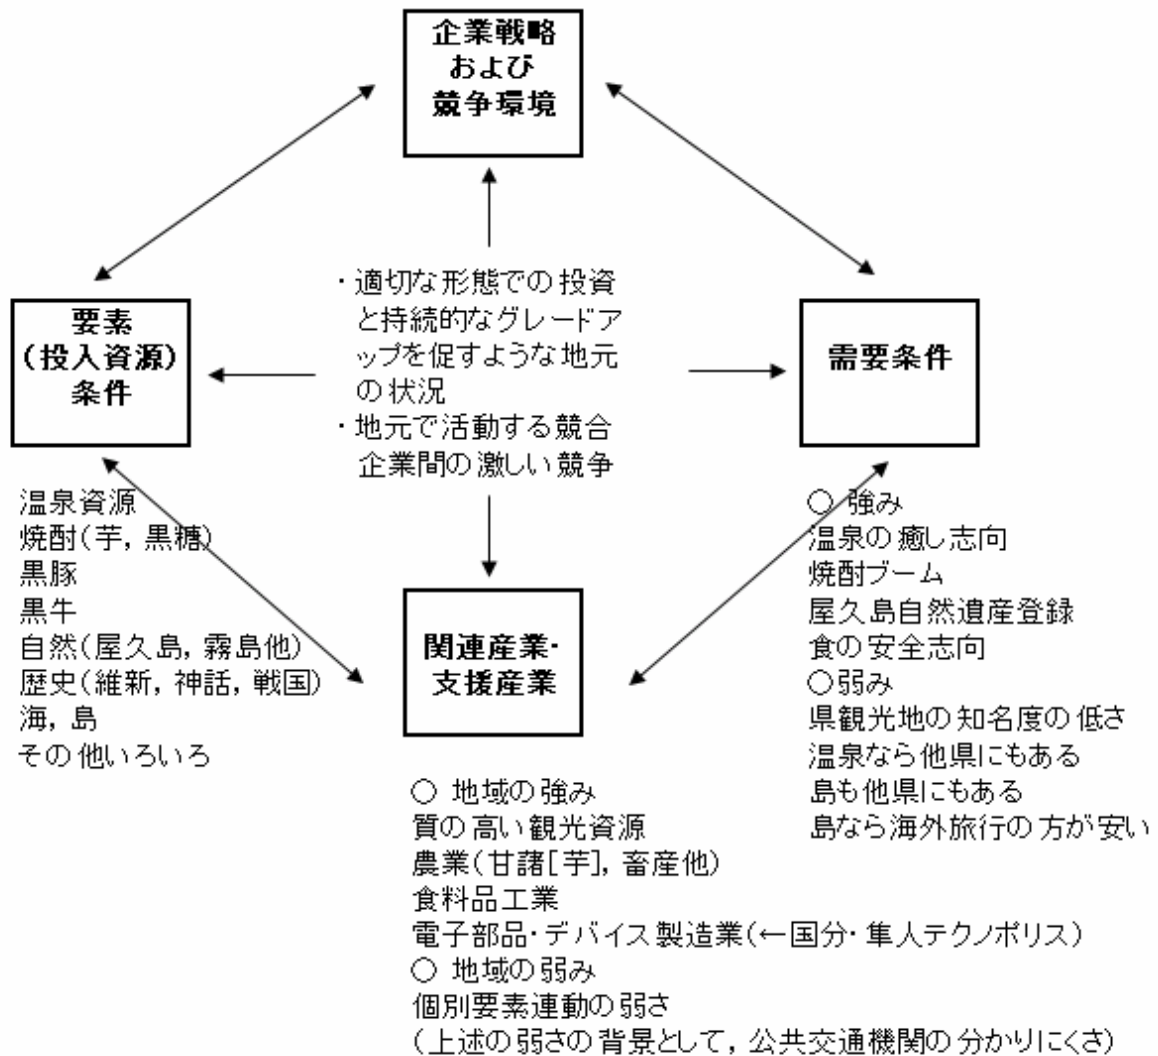 企業戦略
および
競争環境
・適切な形態での投資
と持続的なグレードア
ップを促すような地元
の状況
・地元で活動する競合
企業間の激しい競争
要素
(投入資源)
条件
需要条件
温泉資源
焼酎(芋, 黒糖)
黒豚
黒牛
自然(屋久島, 霧島他)
歴史(維新, 神話, 戦国)
海, 島
その他いろいろ
関連産業・
支援産業
○ 強み
温泉の癒し志向
焼酎ブーム
屋久島自然遺産登録
食の安全志向
○弱み
県観光地の知名度の低さ
温泉なら他県にもある
島も他県にもある
島なら海外旅行の方が安い
○ 地域の強み
質の高い観光資源
農業(甘藷[芋], 畜産他)
食料品工業
電子部品・デバイス製造業(←国分・隼人テクノポリス)
○ 地域の弱み
個別要素連動の弱さ
(上述の弱さの背景として, 公共交通機関の分かりにくさ)